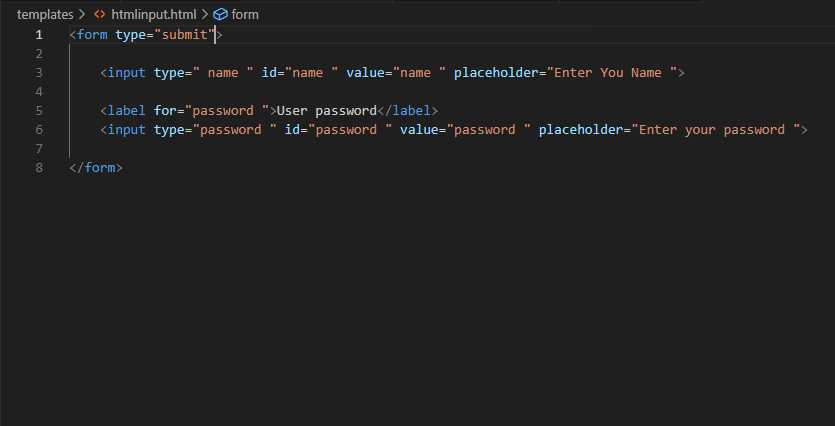 templates > htmlinput.html > form
1 <form type="submit">
2
3 <input type=" name " id="name " value="name " placeholder="Enter You Name ">
4
5 <label for="password ">User password</label>
6 <input type="password " id="password " value="password " placeholder="Enter your password ">
7
8 </form>